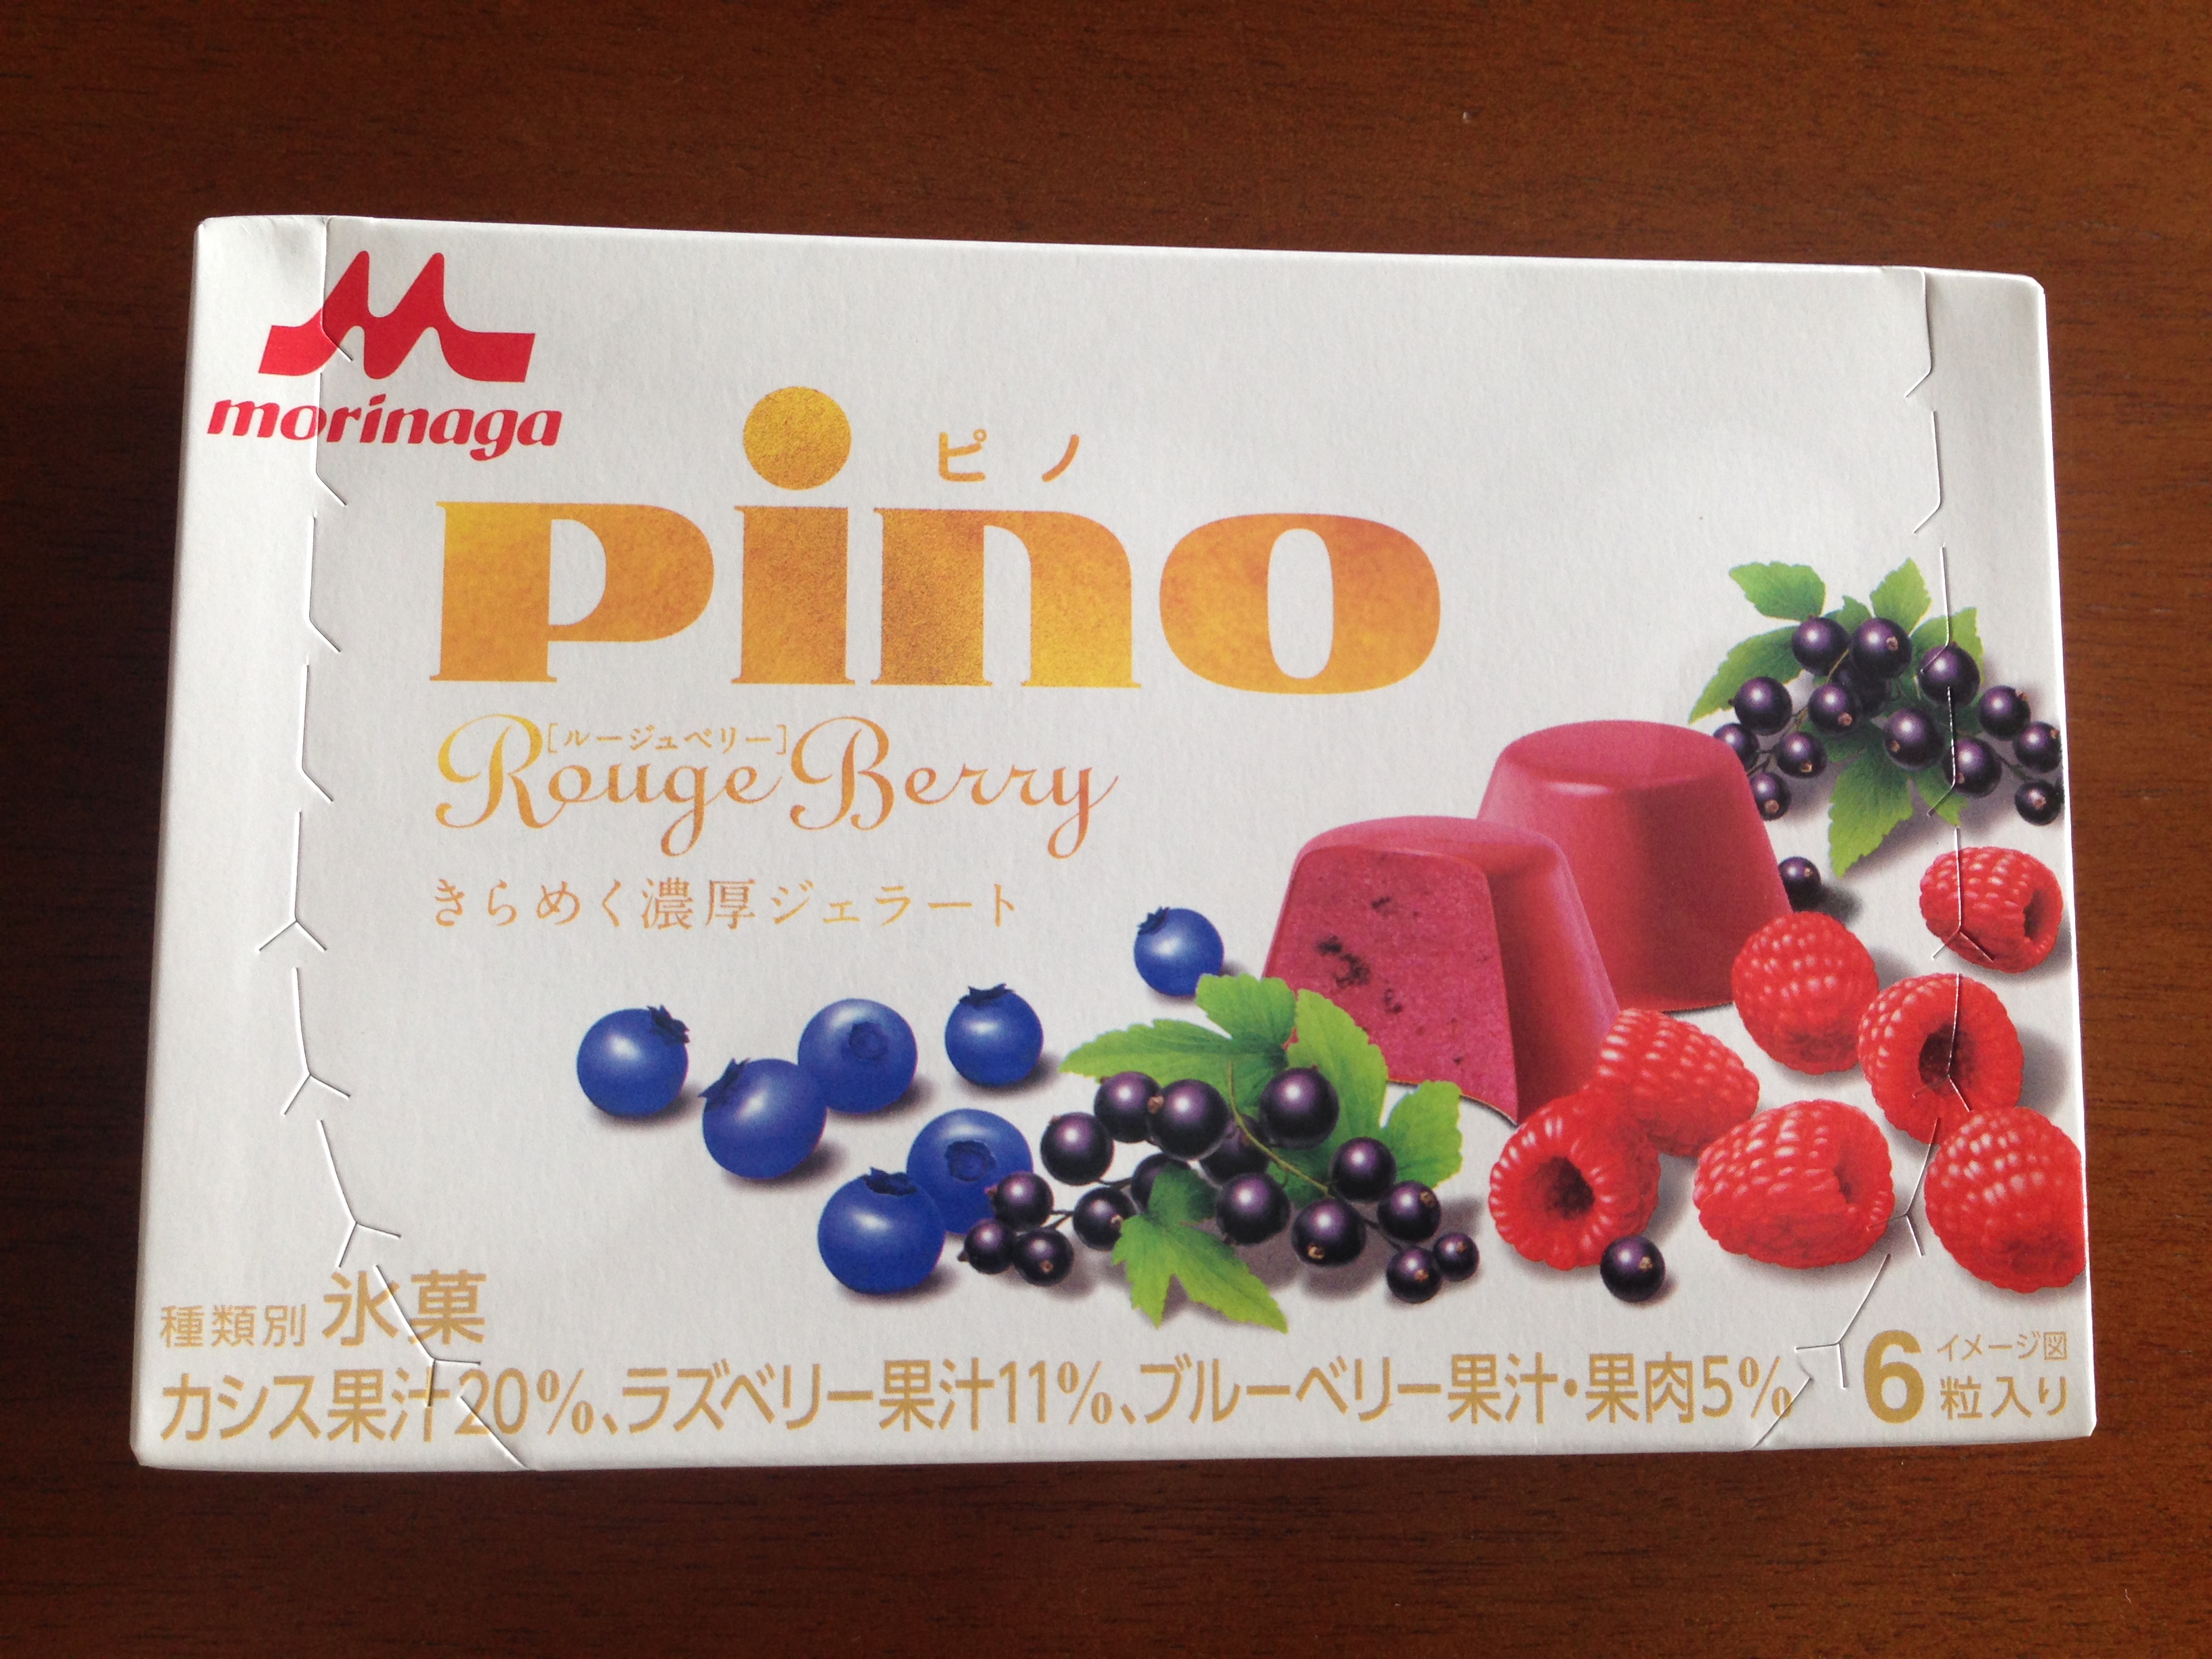 morinaga
ピノ
pino
[ルージュベリー]
Rouge Berry
きらめく濃厚ジェラート
種類別 氷菓
カシス果汁20%、ラズベリー果汁11%、ブルーベリー果汁・果肉5%
イメージ図
6粒入り